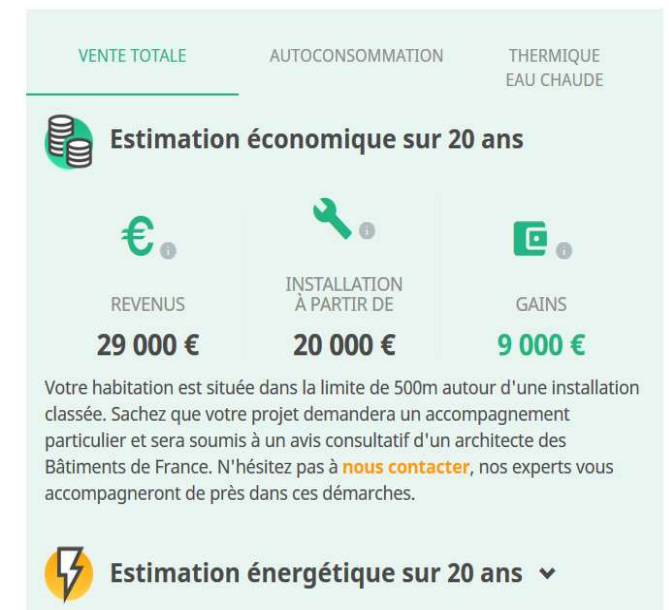 VENTE TOTALE
AUTOCONSOMMATION
THERMIQUE
EAU CHAUDE
Estimation économique sur 20 ans
REVENUS
29 000 €
INSTALLATION
À PARTIR DE
20 000 €
GAINS
9 000 €
Votre habitation est située dans la limite de 500m autour d'une installation
classée. Sachez que votre projet demandera un accompagnement
particulier et sera soumis à un avis consultatif d'un architecte des
Bâtiments de France. N'hésitez pas à nous contacter, nos experts vous
accompagneront de près dans ces démarches.
Estimation énergétique sur 20 ans